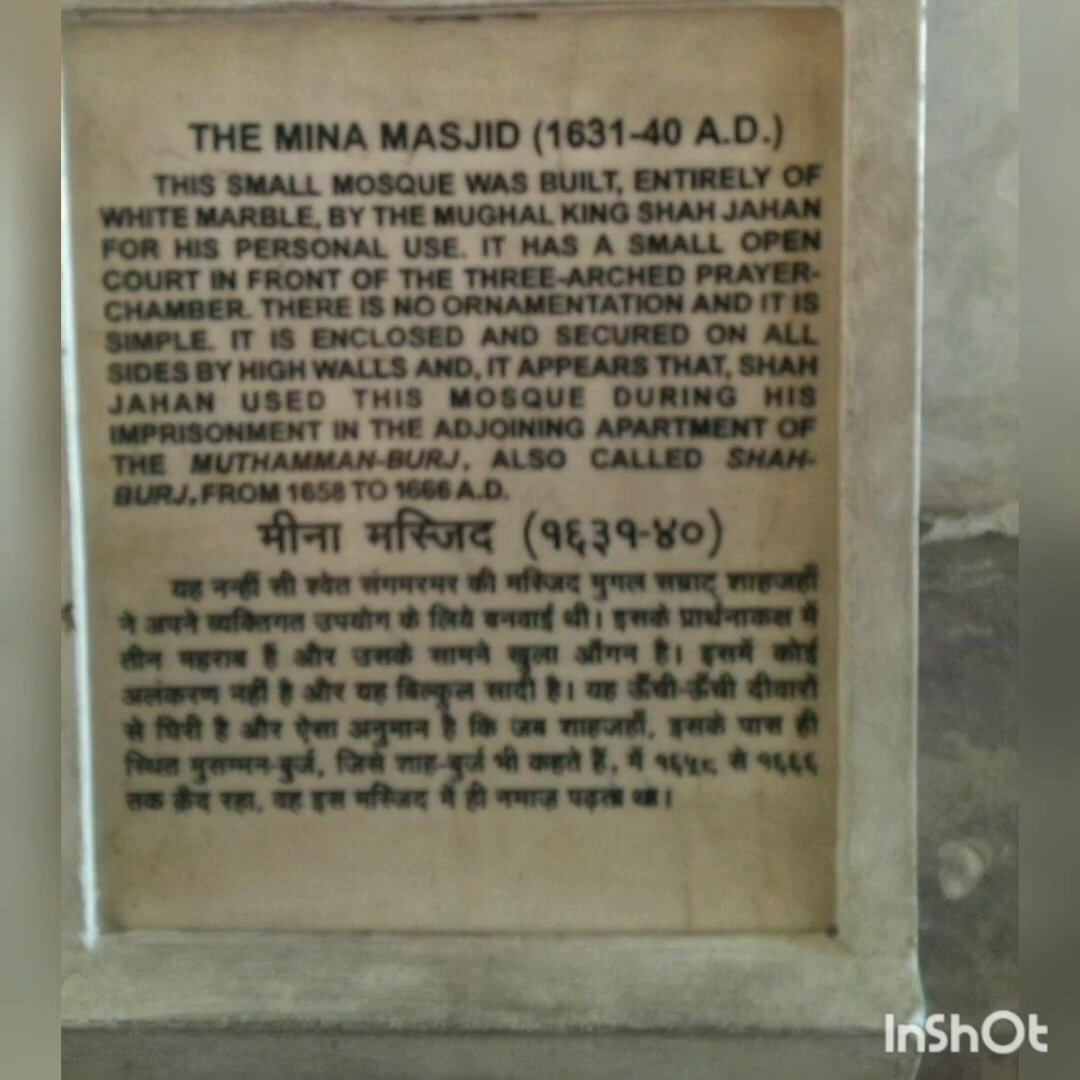 THE MINA MASJID (1631-40 A.D.)
THIS SMALL MOSQUE WAS BUILT, ENTIRELY OF
WHITE MARBLE, BY THE MUGHAL KING SHAH JAHAN
FOR HIS PERSONAL USE. IT HAS A SMALL OPEN
COURT IN FRONT OF THE THREE-ARCHED PRAYER-
CHAMBER. THERE IS NO ORNAMENTATION AND IT IS
SIMPLE. IT IS ENCLOSED AND SECURED ON ALL
SIDES BY HIGH WALLS AND, IT APPEARS THAT, SHAH
JAHAN USED THIS MOSQUE DURING HIS
IMPRISONMENT IN THE ADJOINING APARTMENT OF
THE MUTHAMMAN-BURJ, ALSO CALLED SHAH-
BURJ, FROM 1658 TO 1666 A.D.
मीना मस्जिद (१६३१-४०)
यह नन्हीं सी श्वेत संगमरमर की मस्जिद मुगल सम्राट् शाहजहाँ
ने अपने व्यक्तिगत उपयोग के लिये बनवाई थी। इसके प्रार्थनाकक्ष में
तीन महराब हैं और उसके सामने खुला आँगन है। इसमें कोई
अलंकरण नहीं है और यह बिल्कुल सादी है। यह ऊँची-ऊँची दीवारों
से घिरी है और ऐसा अनुमान है कि जब शाहजहाँ, इसके पास ही
स्थित मुसम्मन-बुर्ज, जिसे शाह-बुर्ज भी कहते हैं, में १६५८ से १६६६
तक क़ैद रहा, वह इस मस्जिद में ही नमाज़ पढ़ता था।
InShOt